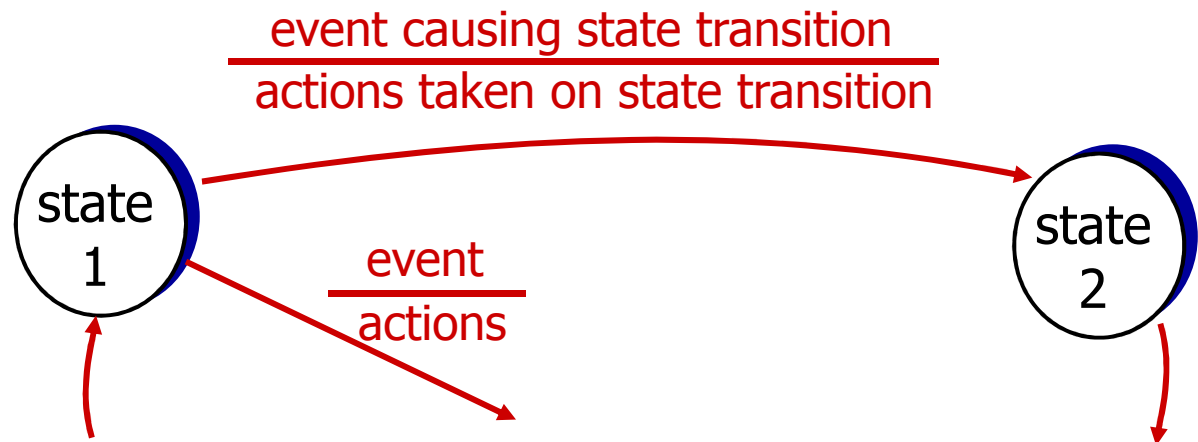 event causing state transition
actions taken on state transition
state
1
event
actions
state
2